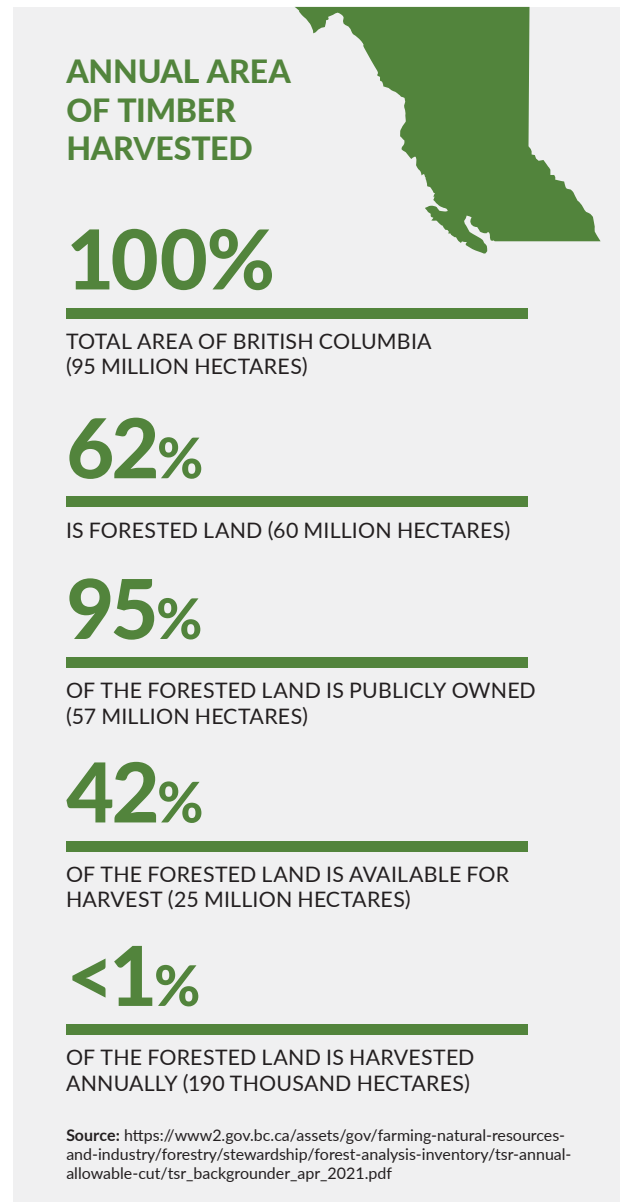 ANNUAL AREA
OF TIMBER
HARVESTED
100%
TOTAL AREA OF BRITISH COLUMBIA
(95 MILLION HECTARES)
62%
IS FORESTED LAND (60 MILLION HECTARES)
95%
OF THE FORESTED LAND IS PUBLICLY OWNED
(57 MILLION HECTARES)
42%
OF THE FORESTED LAND IS AVAILABLE FOR
HARVEST (25 MILLION HECTARES)
<1%
OF THE FORESTED LAND IS HARVESTED
ANNUALLY (190 THOUSAND HECTARES)
Source: https://www2.gov.bc.ca/assets/gov/farming-natural-resources-
and-industry/forestry/stewardship/forest-analysis-inventory/tsr-annual-
allowable-cut/tsr_backgrounder_apr_2021.pdf